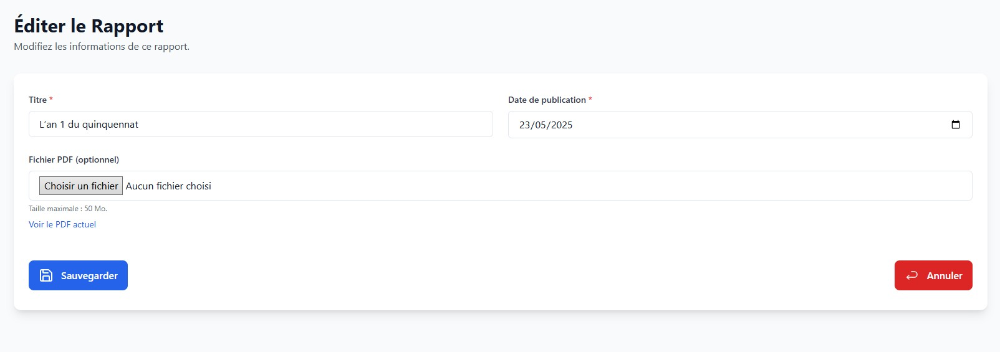 Éditer le Rapport
Modifiez les informations de ce rapport.
Titre *
Date de publication *
L'an 1 du quinquennat
23/05/2025
Fichier PDF (optionnel)
Choisir un fichier Aucun fichier choisi
Taille maximale : 50 Mo.
Voir le PDF actuel
Sauvegarder
Annuler